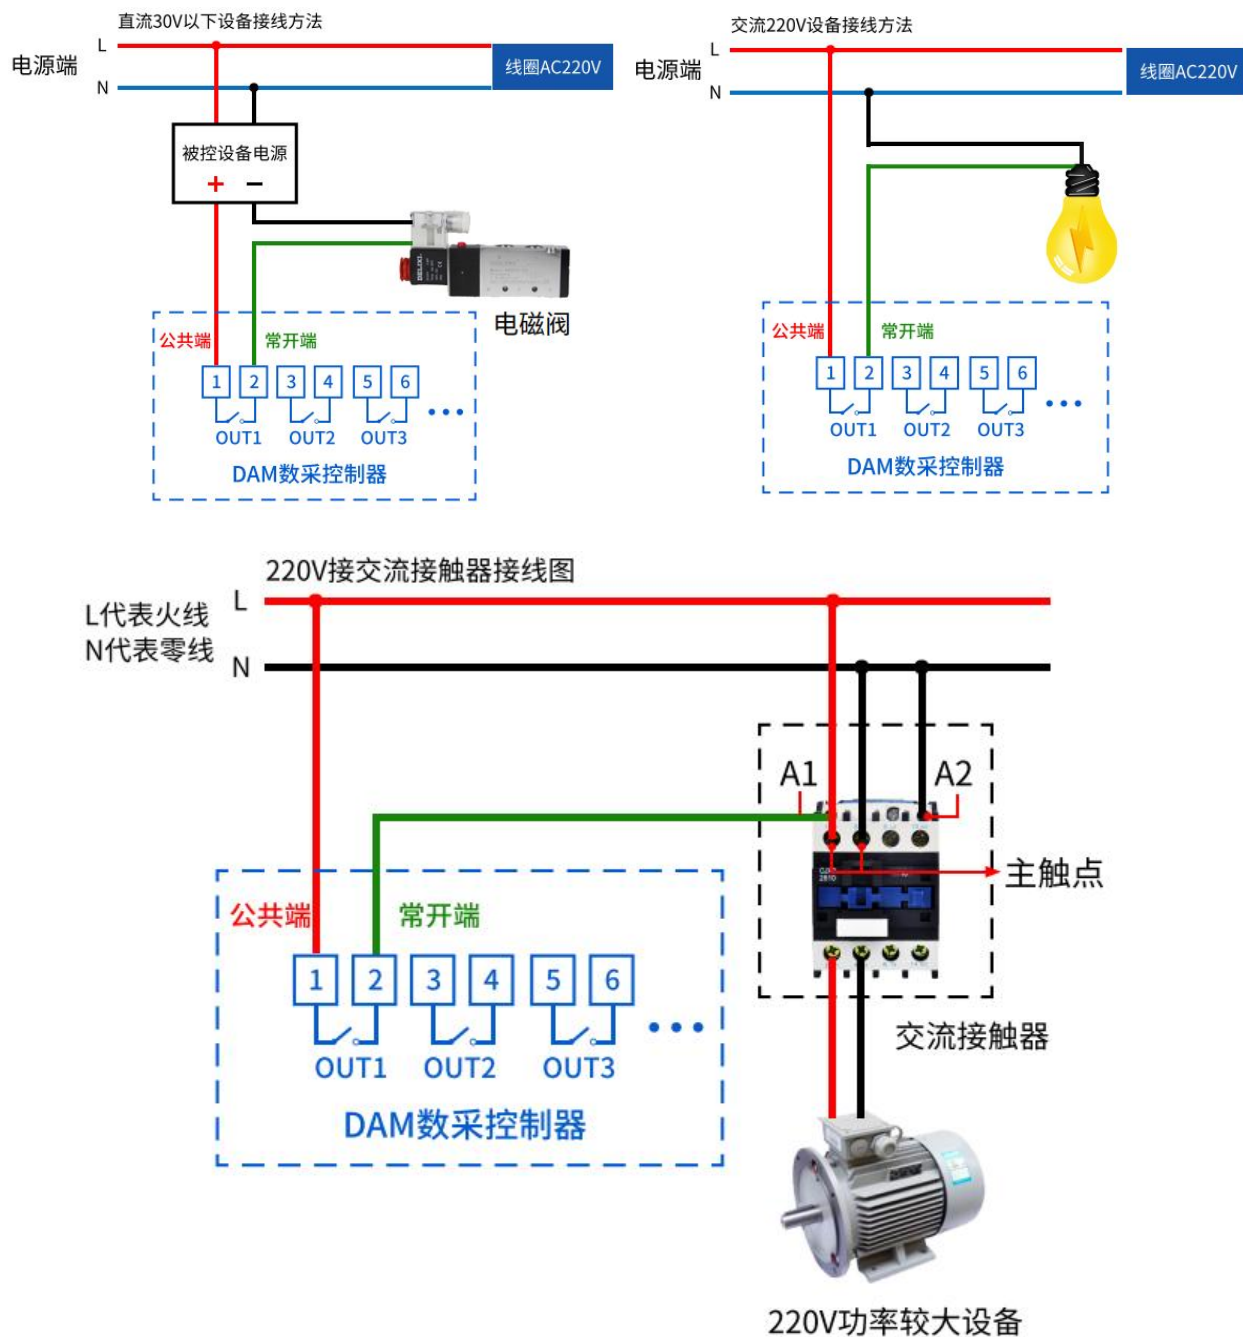 直流30V以下设备接线方法
L
电源端
N
线圈AC220V
被控设备电源
+ −
DELIXI
电磁阀
公共端
常开端
1 2 3 4 5 6
OUT1 OUT2 OUT3
DAM数采控制器
交流220V设备接线方法
L
电源端
N
线圈AC220V
公共端
常开端
1 2 3 4 5 6
OUT1 OUT2 OUT3
DAM数采控制器
220V接交流接触器接线图
L
L代表火线
N代表零线
N
A1
A2
主触点
2810
公共端
常开端
1 2 3 4 5 6
OUT1 OUT2 OUT3
DAM数采控制器
交流接触器
220V功率较大设备